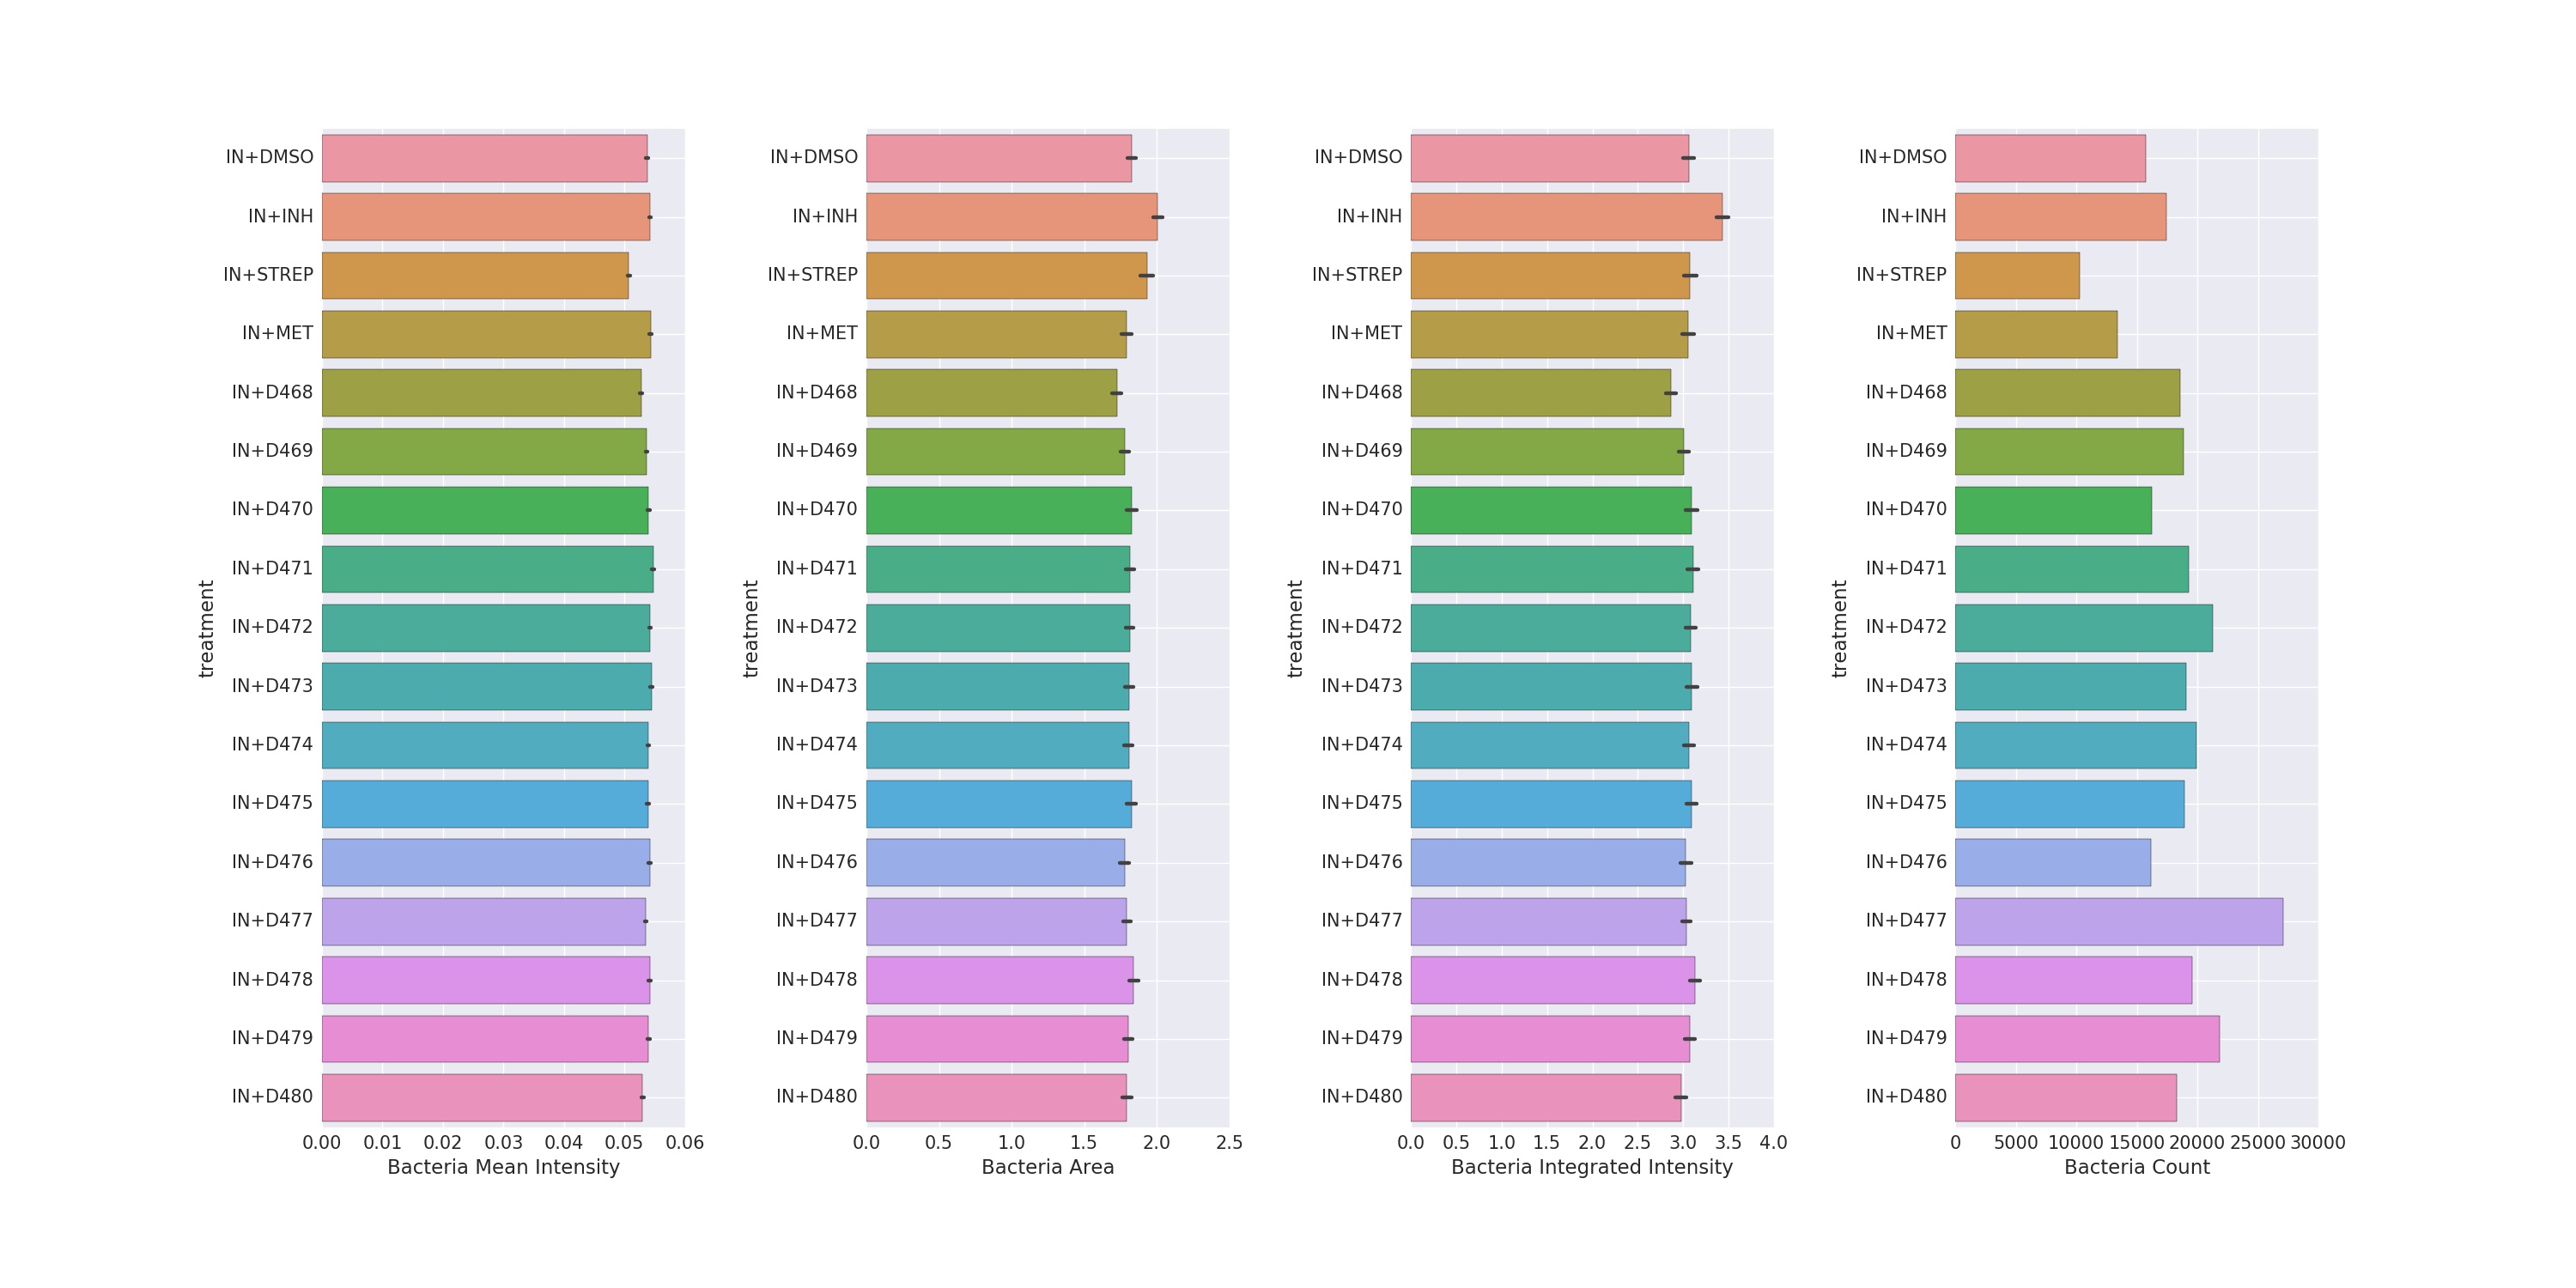 treatment
IN+DMSO
IN+INH
IN+STREP
IN+MET
IN+D468
IN+D469
IN+D470
IN+D471
IN+D472
IN+D473
IN+D474
IN+D475
IN+D476
IN+D477
IN+D478
IN+D479
IN+D480
0.00 0.01 0.02 0.03 0.04 0.05 0.06
Bacteria Mean Intensity
treatment
IN+DMSO
IN+INH
IN+STREP
IN+MET
IN+D468
IN+D469
IN+D470
IN+D471
IN+D472
IN+D473
IN+D474
IN+D475
IN+D476
IN+D477
IN+D478
IN+D479
IN+D480
0.0 0.5 1.0 1.5 2.0 2.5
Bacteria Area
treatment
IN+DMSO
IN+INH
IN+STREP
IN+MET
IN+D468
IN+D469
IN+D470
IN+D471
IN+D472
IN+D473
IN+D474
IN+D475
IN+D476
IN+D477
IN+D478
IN+D479
IN+D480
0.0 0.5 1.0 1.5 2.0 2.5 3.0 3.5 4.0
Bacteria Integrated Intensity
treatment
IN+DMSO
IN+INH
IN+STREP
IN+MET
IN+D468
IN+D469
IN+D470
IN+D471
IN+D472
IN+D473
IN+D474
IN+D475
IN+D476
IN+D477
IN+D478
IN+D479
IN+D480
0 5000 10000 15000 20000 25000 30000
Bacteria Count